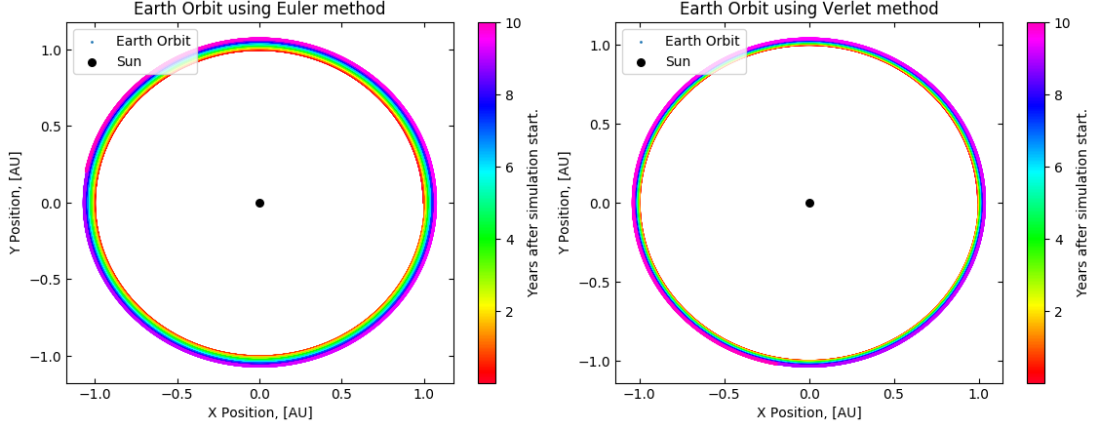 Earth Orbit using Euler method
Earth Orbit
Sun
1.0
0.5
0.0
−0.5
−1.0
Y Position, [AU]
−1.0
−0.5
0.0
0.5
1.0
X Position, [AU]
10
8
6
4
2
Years after simulation start.
Earth Orbit using Verlet method
Earth Orbit
Sun
1.0
0.5
0.0
−0.5
−1.0
Y Position, [AU]
−1.0
−0.5
0.0
0.5
1.0
X Position, [AU]
10
8
6
4
2
Years after simulation start.